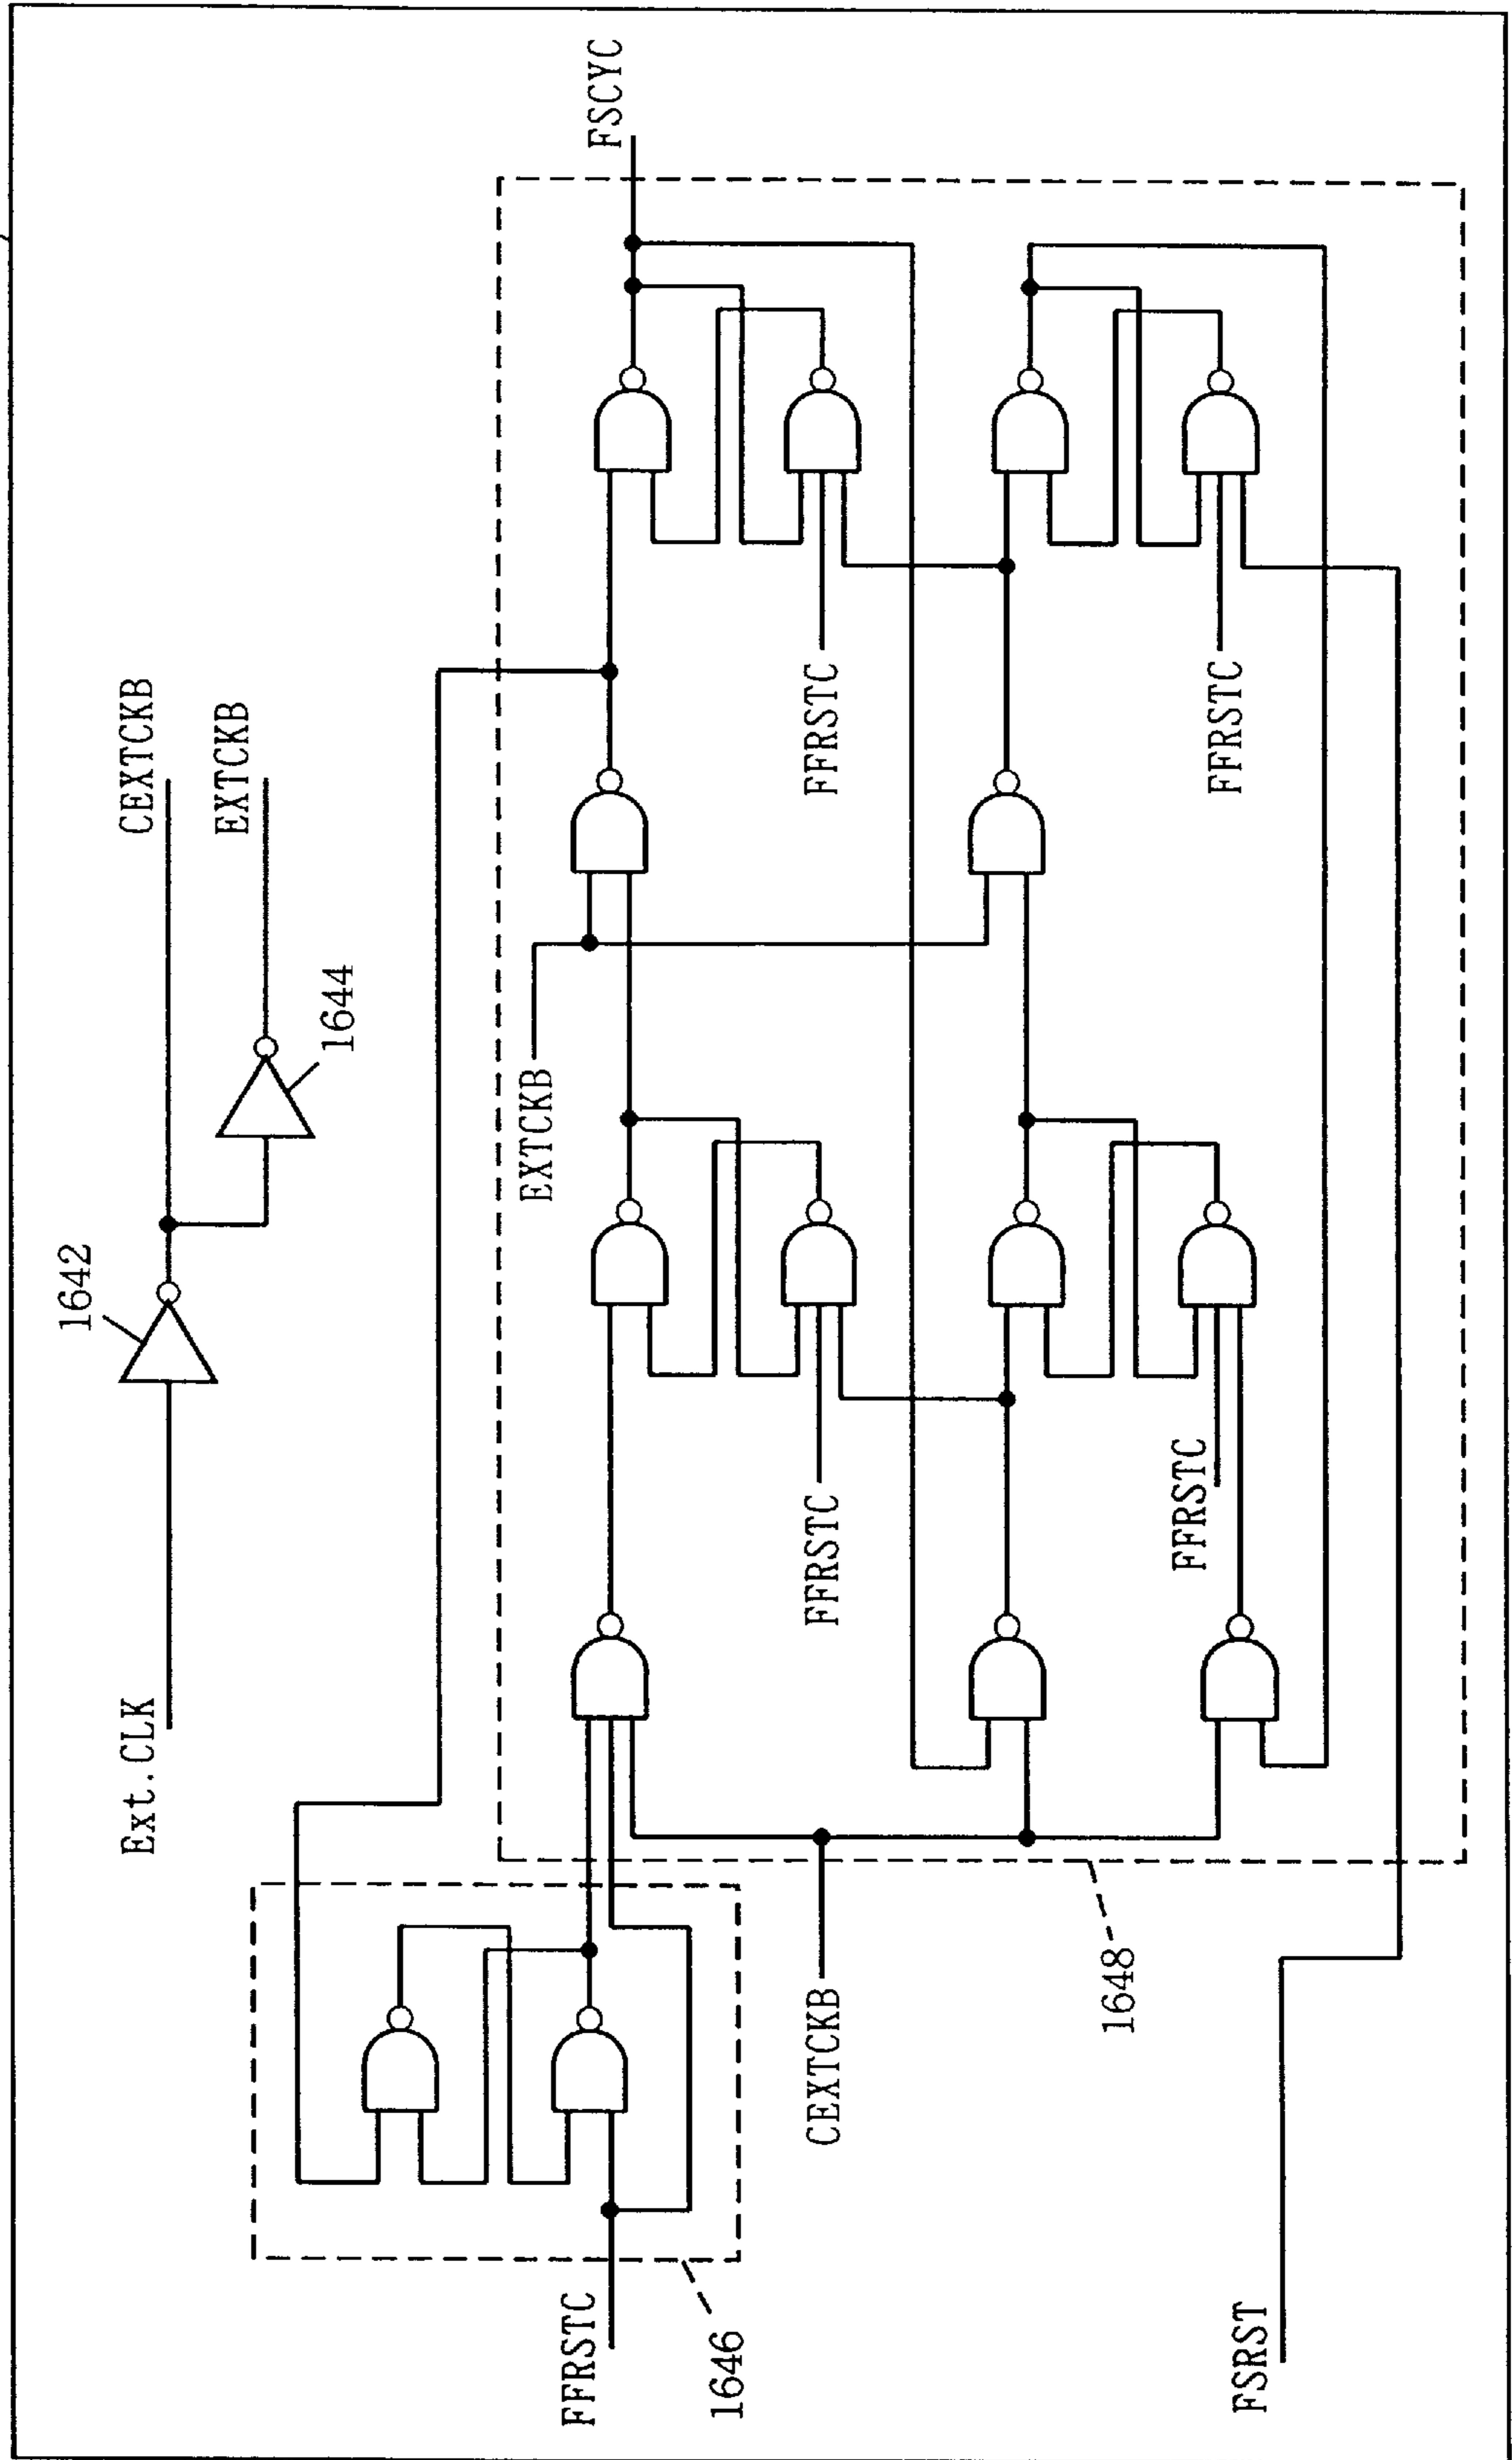 FSCYC
CEXTCKB
EXTCKB
1644
1642
Ext.CLK
EXTCKB
FFRSTC
FFRSTC
FFRSTC
FFRSTC
CEXTCKB
1648
FFRSTC
1646
FSRST